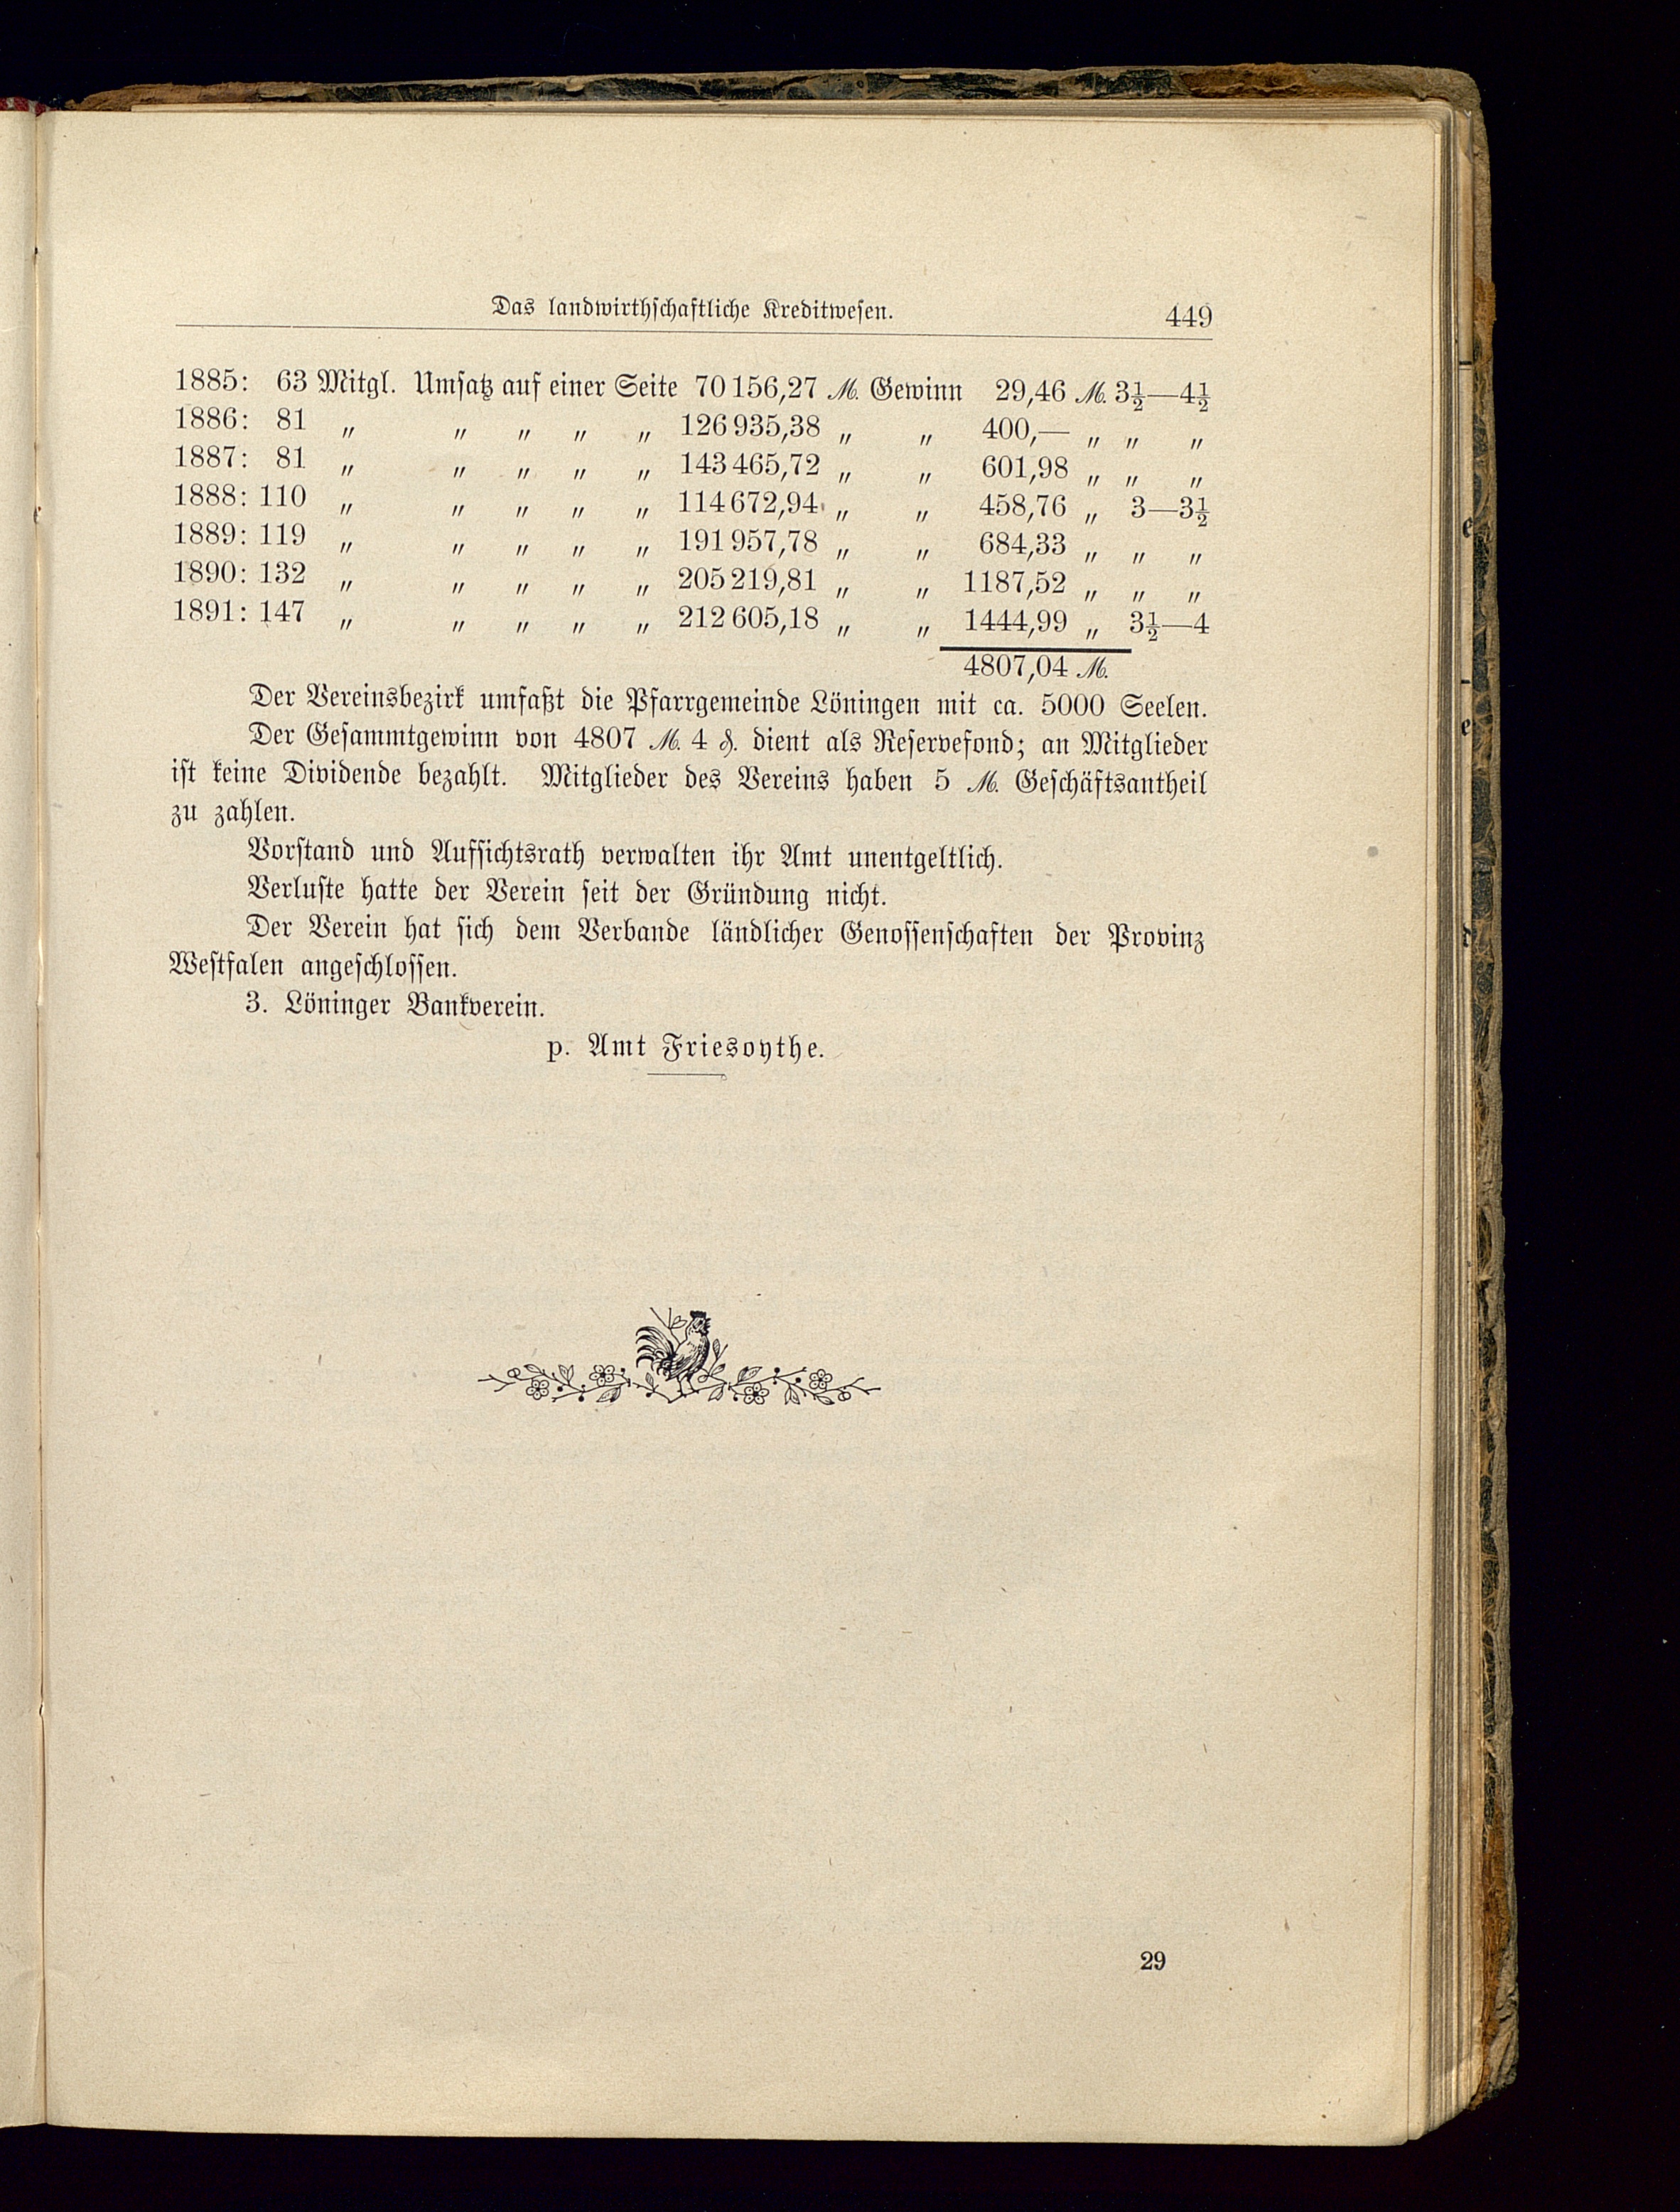 Das landwirthschaftliche Kreditwesen. 449
1885: 63 Mitgl. Umsatz auf einer Seite 70 156,27 M. Gewinn 29,46 M. 3½—4½
1886: 81 „ „ „ „ „ 126 935,38 „ „ 400,— „ „ „
1887: 81 „ „ „ „ „ 143 465,72 „ „ 601,98 „ „ „
1888: 110 „ „ „ „ „ 114 672,94 „ „ 458,76 „ 3—3½
1889: 119 „ „ „ „ „ 191 957,78 „ „ 684,33 „ „ „
1890: 132 „ „ „ „ „ 205 219,81 „ „ 1187,52 „ „ „
1891: 147 „ „ „ „ „ 212 605,18 „ „ 1444,99 „ 3½—4
4807,04 M.
Der Vereinsbezirk umfaßt die Pfarrgemeinde Löningen mit ca. 5000 Seelen.
Der Gesammtgewinn von 4807 M. 4 ₰. dient als Reservefond; an Mitglieder
ist keine Dividende bezahlt. Mitglieder des Vereins haben 5 M. Geschäftsantheil
zu zahlen.
Vorstand und Aufsichtsrath verwalten ihr Amt unentgeltlich.
Verluste hatte der Verein seit der Gründung nicht.
Der Verein hat sich dem Verbande ländlicher Genossenschaften der Provinz
Westfalen angeschlossen.
3. Löninger Bankverein.
p. Amt Friesoythe.
29